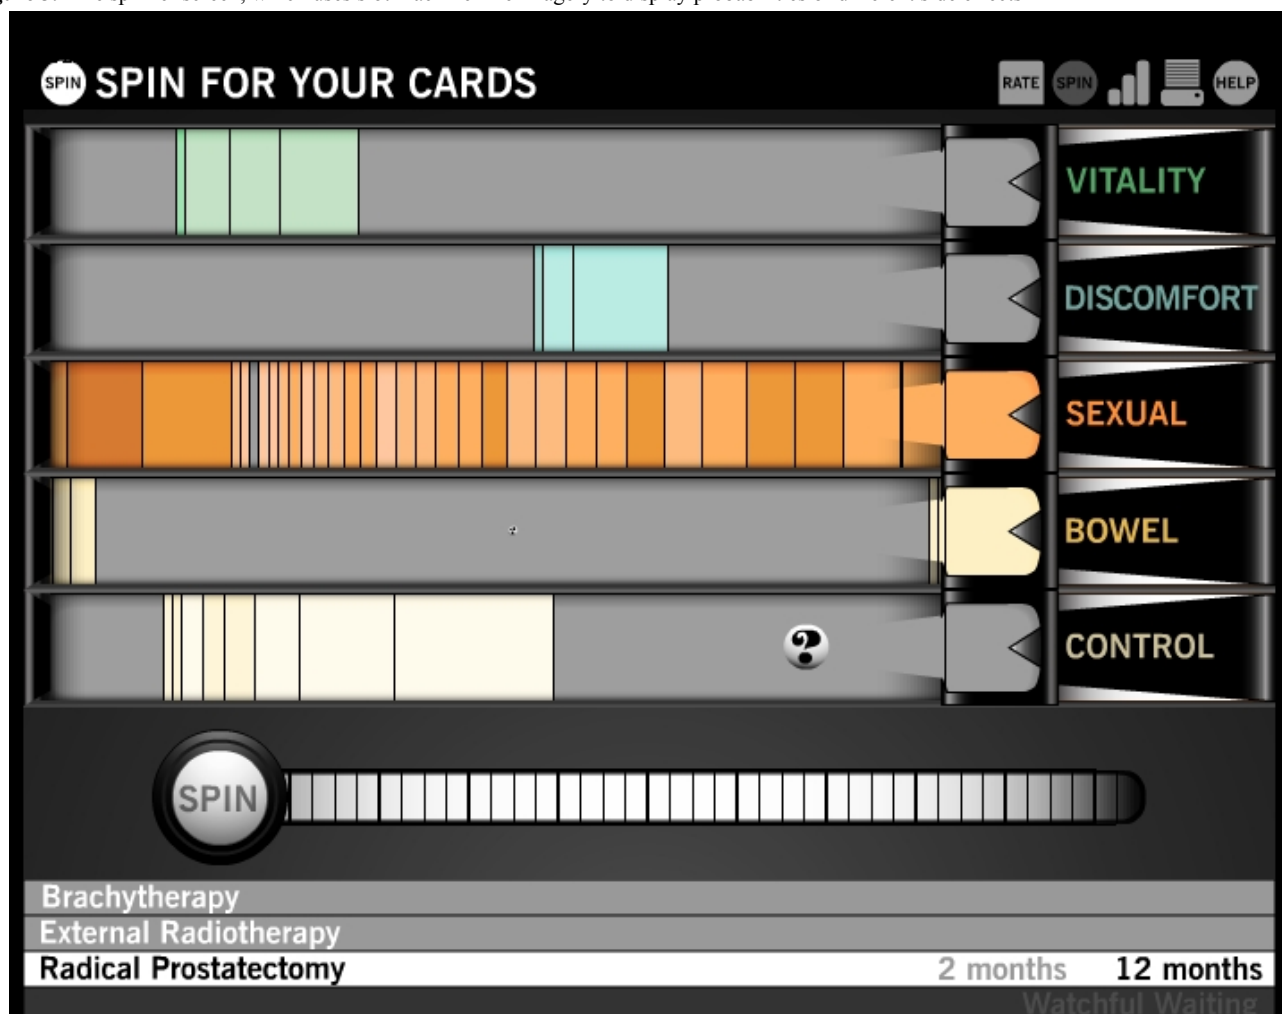 SPIN SPIN FOR YOUR CARDS RATE SPIN HELP
VITALITY
DISCOMFORT
SEXUAL
BOWEL
?
CONTROL
SPIN
Brachytherapy
External Radiotherapy
Radical Prostatectomy 2 months 12 months
Watchful Waiting